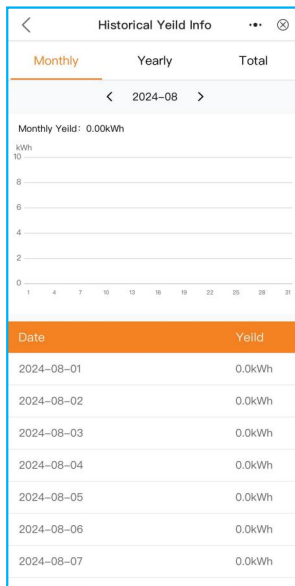 Historical Yeild Info
Monthly Yearly Total
2024-08
Monthly Yeild: 0.00kWh
kWh
10
8
6
4
2
0
1 4 7 10 13 16 19 22 25 28 31
Date Yeild
2024-08-01 0.0kWh
2024-08-02 0.0kWh
2024-08-03 0.0kWh
2024-08-04 0.0kWh
2024-08-05 0.0kWh
2024-08-06 0.0kWh
2024-08-07 0.0kWh